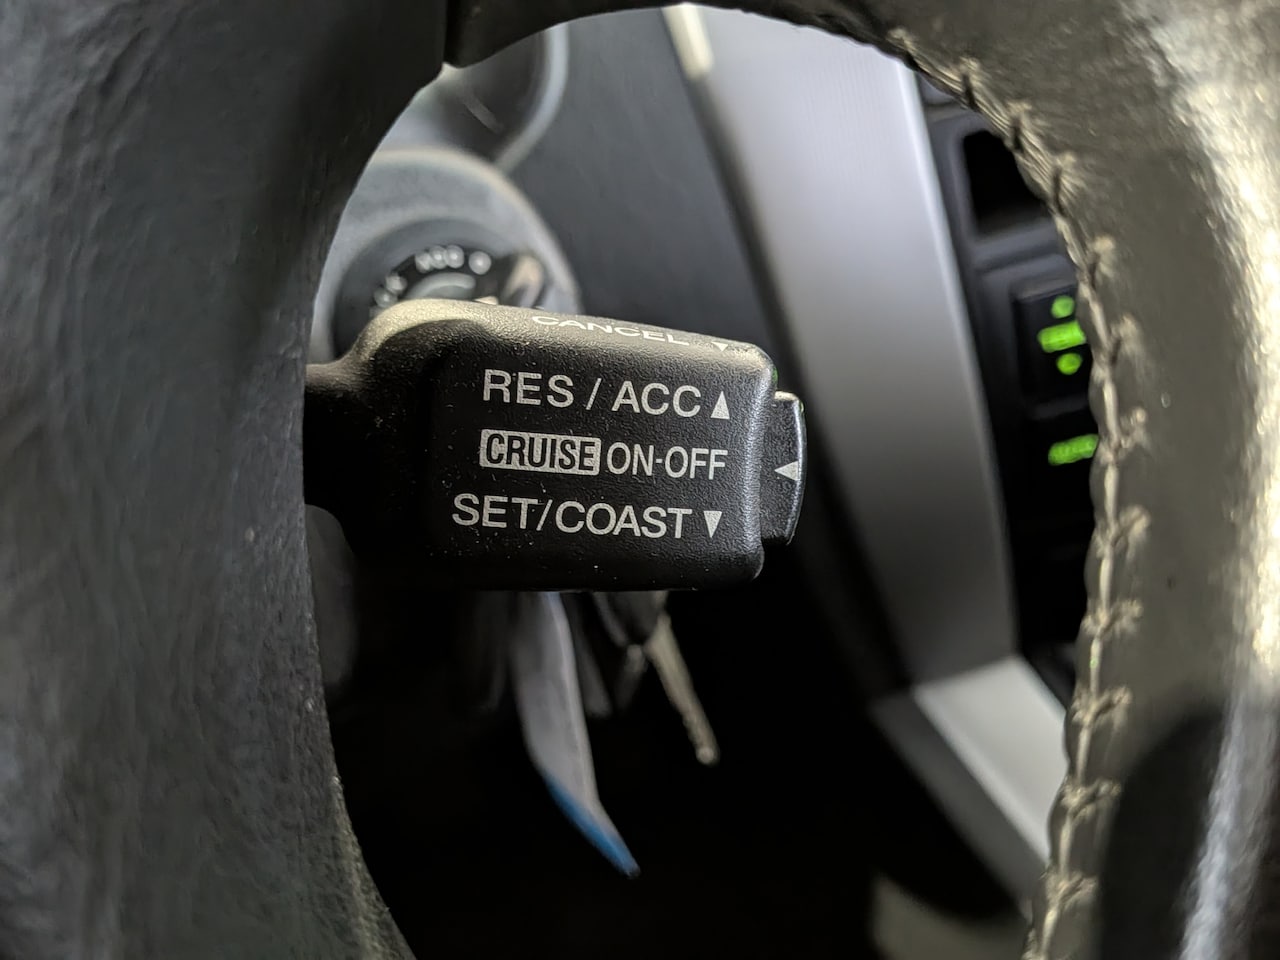 CANCEL ▼
RES / ACC ▲
CRUISE ON-OFF ◀
SET/COAST ▼